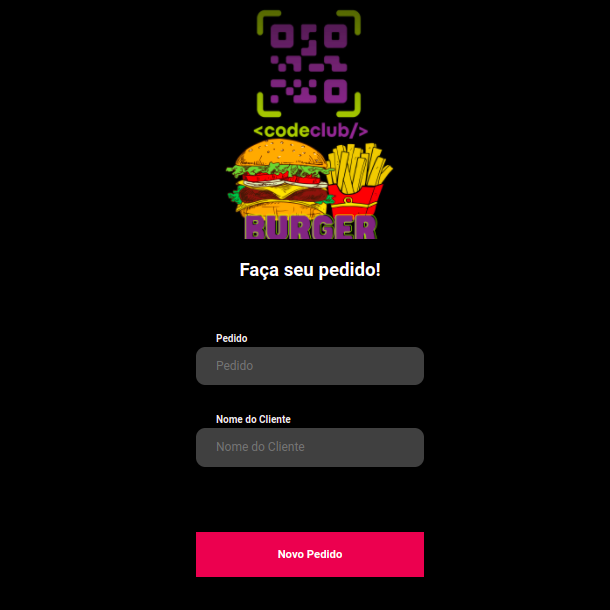 <codeclub/>
BURGER
Faça seu pedido!
Pedido
Pedido
Nome do Cliente
Nome do Cliente
Novo Pedido